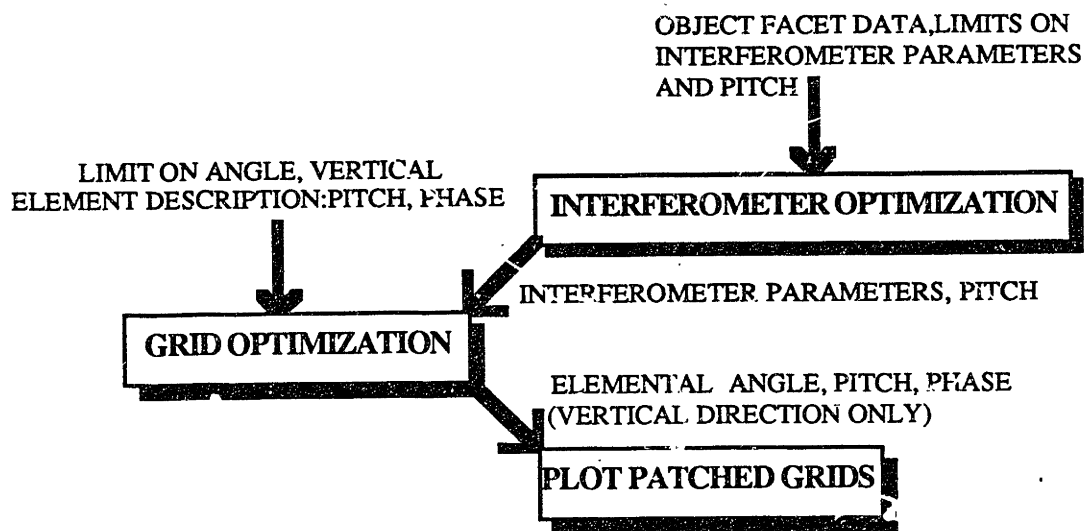 OBJECT FACET DATA,LIMITS ON
INTERFEROMETER PARAMETERS
AND PITCH
LIMIT ON ANGLE, VERTICAL
ELEMENT DESCRIPTION:PITCH, PHASE
INTERFEROMETER OPTIMIZATION
INTERFEROMETER PARAMETERS, PITCH
GRID OPTIMIZATION
ELEMENTAL ANGLE, PITCH, PHASE
(VERTICAL DIRECTION ONLY)
PLOT PATCHED GRIDS